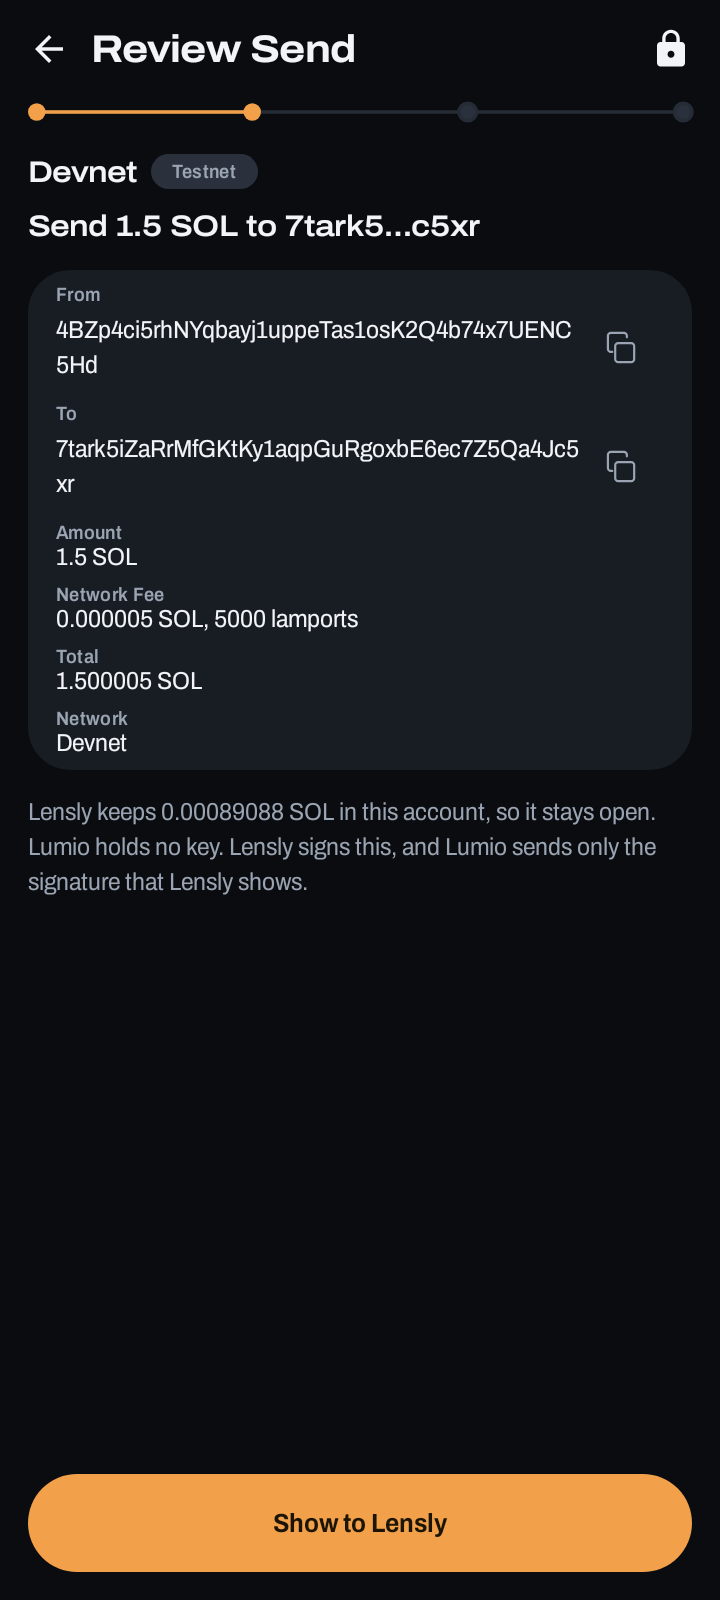 Review Send
Devnet Testnet
Send 1.5 SOL to 7tark5...c5xr
From
4BZp4ci5rhNYqbayj1uppeTas1osK2Q4b74x7UENC
5Hd
To
7tark5iZaRrMfGKtKy1aqpGuRgoxbE6ec7Z5Qa4Jc5
xr
Amount
1.5 SOL
Network Fee
0.000005 SOL, 5000 lamports
Total
1.500005 SOL
Network
Devnet
Lensly keeps 0.00089088 SOL in this account, so it stays open.
Lumio holds no key. Lensly signs this, and Lumio sends only the
signature that Lensly shows.
Show to Lensly